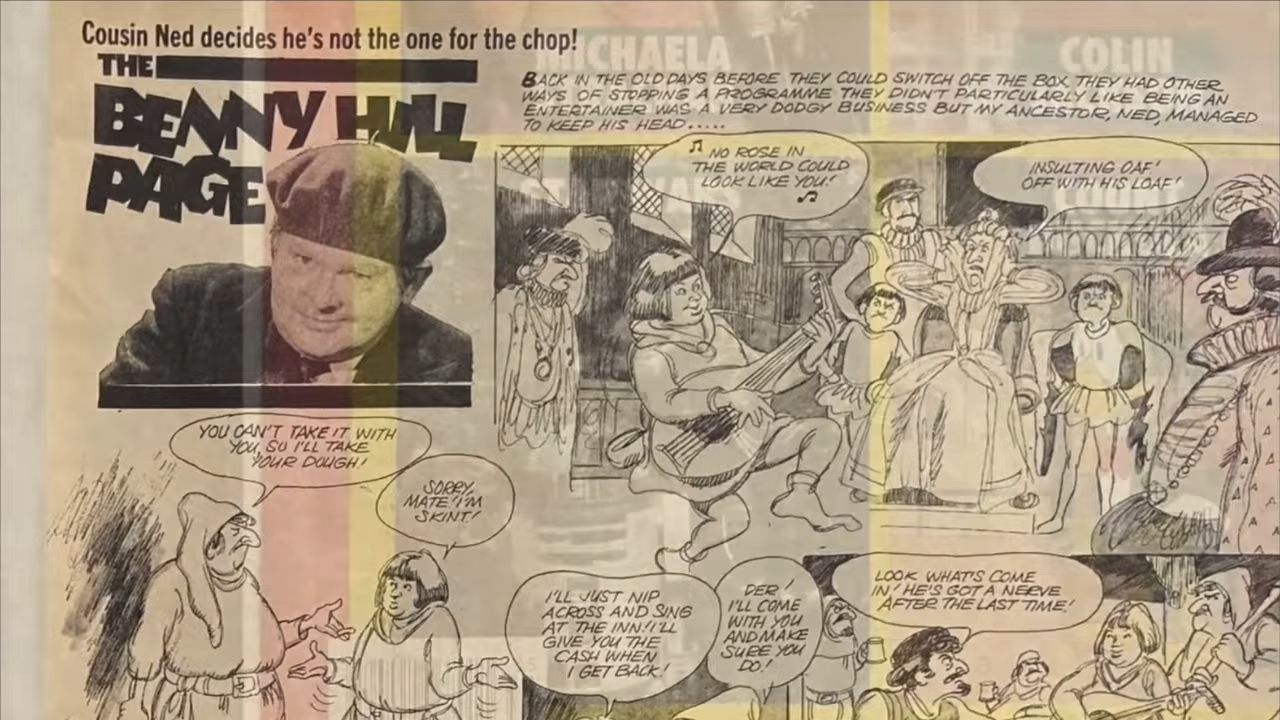 Cousin Ned decides he's not the one for the chop!
THE
BENNY HILL
PAGE
MICHAELA
COLIN
BACK IN THE OLD DAYS BEFORE THEY COULD SWITCH OFF THE BOX, THEY HAD OTHER
WAYS OF STOPPING A PROGRAMME THEY DIDN'T PARTICULARLY LIKE BEING AN
ENTERTAINER WAS A VERY DODGY BUSINESS BUT MY ANCESTOR, NED, MANAGED
TO KEEP HIS HEAD.....
NO ROSE IN
THE WORLD COULD
LOOK LIKE YOU!
INSULTING OAF!
OFF WITH HIS LOAF!
YOU CAN'T TAKE IT WITH
YOU, SO I'LL TAKE
YOUR DOUGH!
SORRY,
MATE! I'M
SKINT!
I'LL JUST NIP
ACROSS AND SING
AT THE INN! I'LL
GIVE YOU THE
CASH WHEN
I GET BACK!
DER!
I'LL COME
WITH YOU
AND MAKE
SURE YOU
DO!
LOOK WHAT'S COME
IN! HE'S GOT A NERVE
AFTER THE LAST TIME!